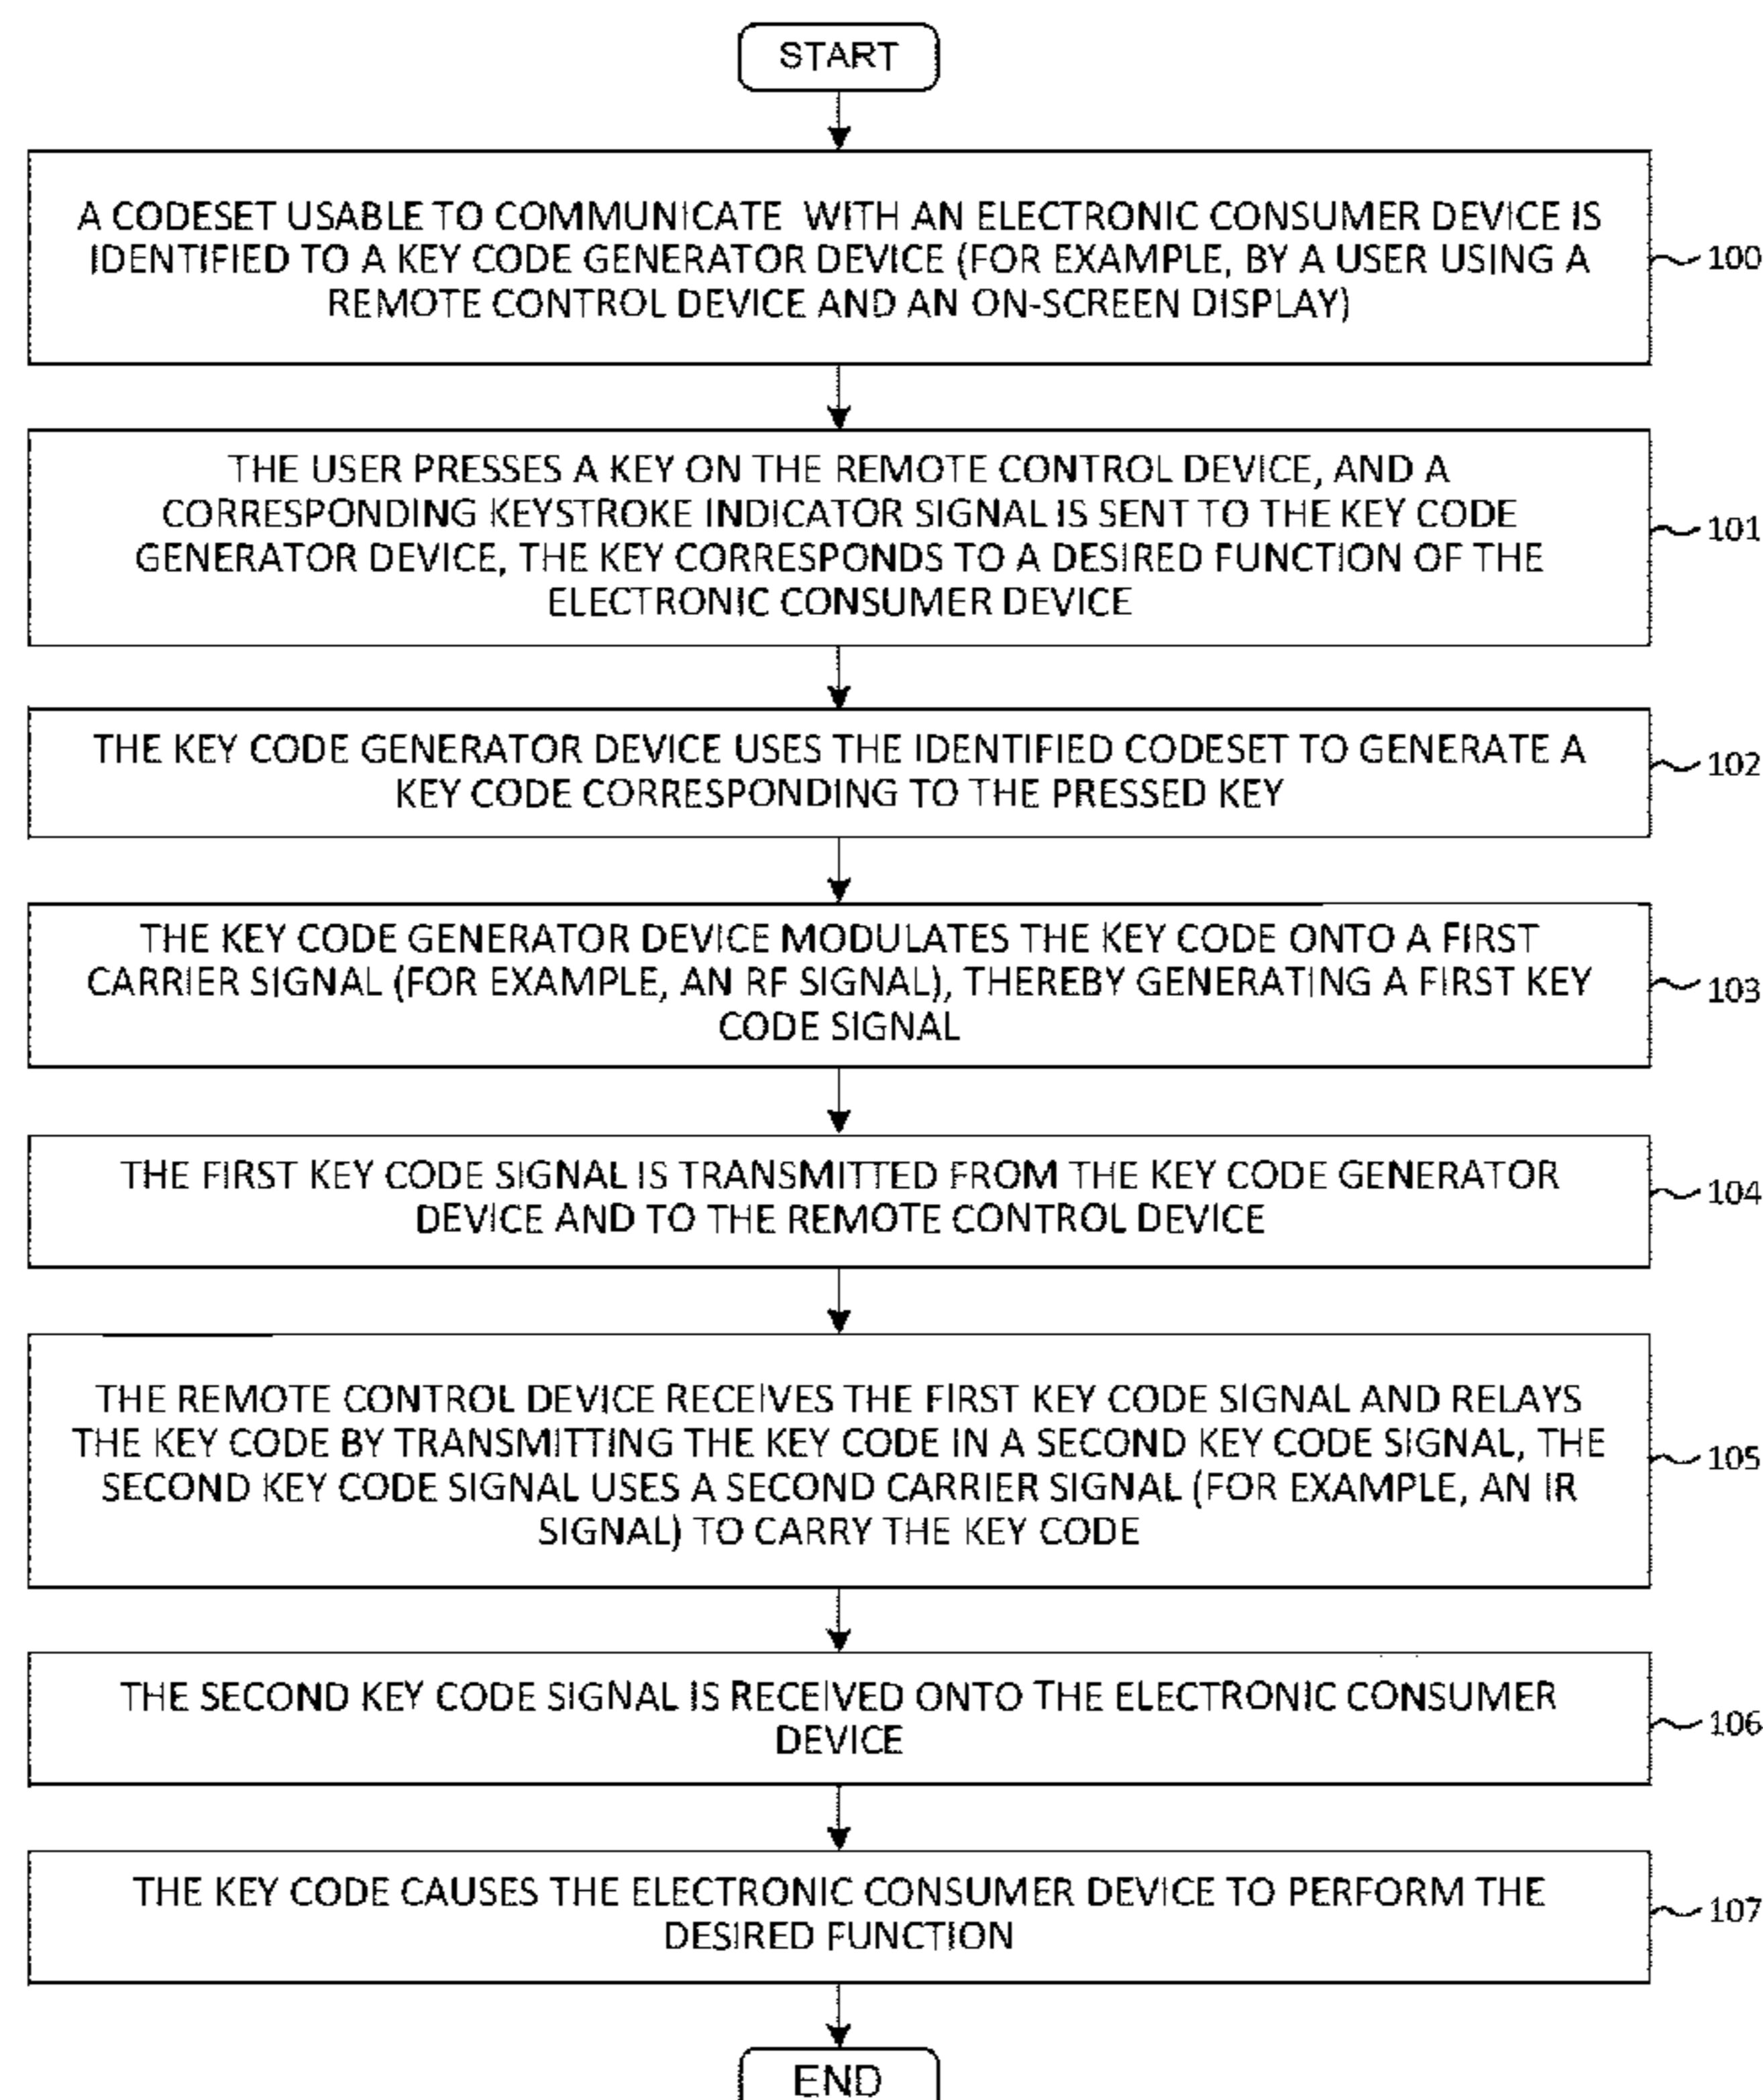 START
A CODESET USABLE TO COMMUNICATE WITH AN ELECTRONIC CONSUMER DEVICE IS
IDENTIFIED TO A KEY CODE GENERATOR DEVICE (FOR EXAMPLE, BY A USER USING A
REMOTE CONTROL DEVICE AND AN ON-SCREEN DISPLAY)
100
THE USER PRESSES A KEY ON THE REMOTE CONTROL DEVICE, AND A
CORRESPONDING KEYSTROKE INDICATOR SIGNAL IS SENT TO THE KEY CODE
GENERATOR DEVICE, THE KEY CORRESPONDS TO A DESIRED FUNCTION OF THE
ELECTRONIC CONSUMER DEVICE
101
THE KEY CODE GENERATOR DEVICE USES THE IDENTIFIED CODESET TO GENERATE A
KEY CODE CORRESPONDING TO THE PRESSED KEY
102
THE KEY CODE GENERATOR DEVICE MODULATES THE KEY CODE ONTO A FIRST
CARRIER SIGNAL (FOR EXAMPLE, AN RF SIGNAL), THEREBY GENERATING A FIRST KEY
CODE SIGNAL
103
THE FIRST KEY CODE SIGNAL IS TRANSMITTED FROM THE KEY CODE GENERATOR
DEVICE AND TO THE REMOTE CONTROL DEVICE
104
THE REMOTE CONTROL DEVICE RECEIVES THE FIRST KEY CODE SIGNAL AND RELAYS
THE KEY CODE BY TRANSMITTING THE KEY CODE IN A SECOND KEY CODE SIGNAL, THE
SECOND KEY CODE SIGNAL USES A SECOND CARRIER SIGNAL (FOR EXAMPLE, AN IR
SIGNAL) TO CARRY THE KEY CODE
105
THE SECOND KEY CODE SIGNAL IS RECEIVED ONTO THE ELECTRONIC CONSUMER
DEVICE
106
THE KEY CODE CAUSES THE ELECTRONIC CONSUMER DEVICE TO PERFORM THE
DESIRED FUNCTION
107
END